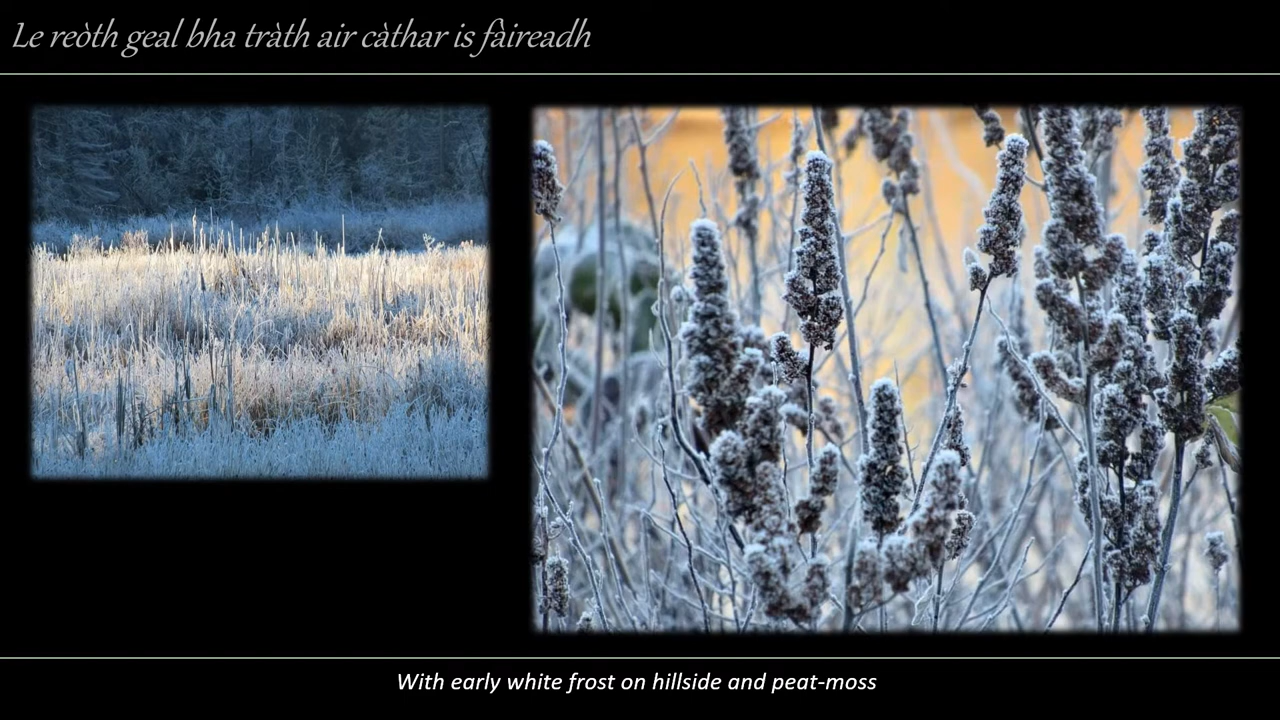 Le reòth geal bha tràth air càthar is fàireadh
With early white frost on hillside and peat-moss